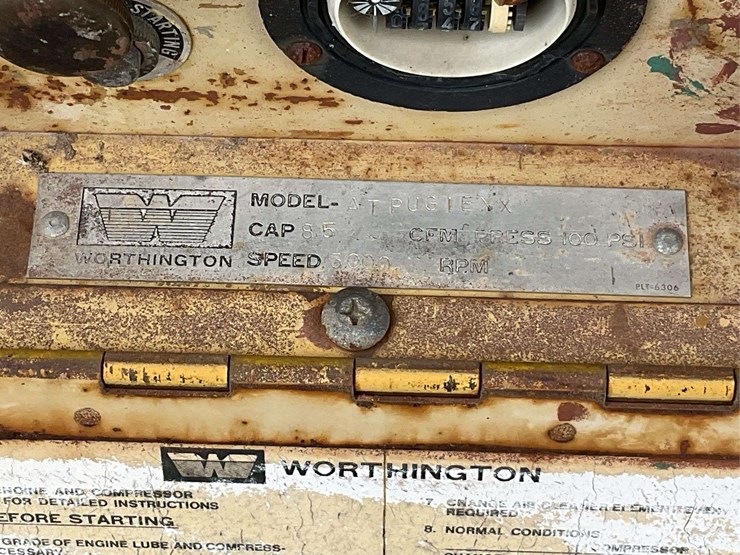 STARTING
MODEL-
CAP 85 CFM PRESS 100 PSI
WORTHINGTON SPEED RPM
PLT-6306
WORTHINGTON
ENGINE AND COMPRESSOR
FOR DETAILED INSTRUCTIONS
BEFORE STARTING
GRADE OF ENGINE LUBE AND COMPRESS-
7. CHANGE AIR CLEANER ELEMENT
REQUIRED.
8. NORMAL CONDITIONS
COMPRESSOR